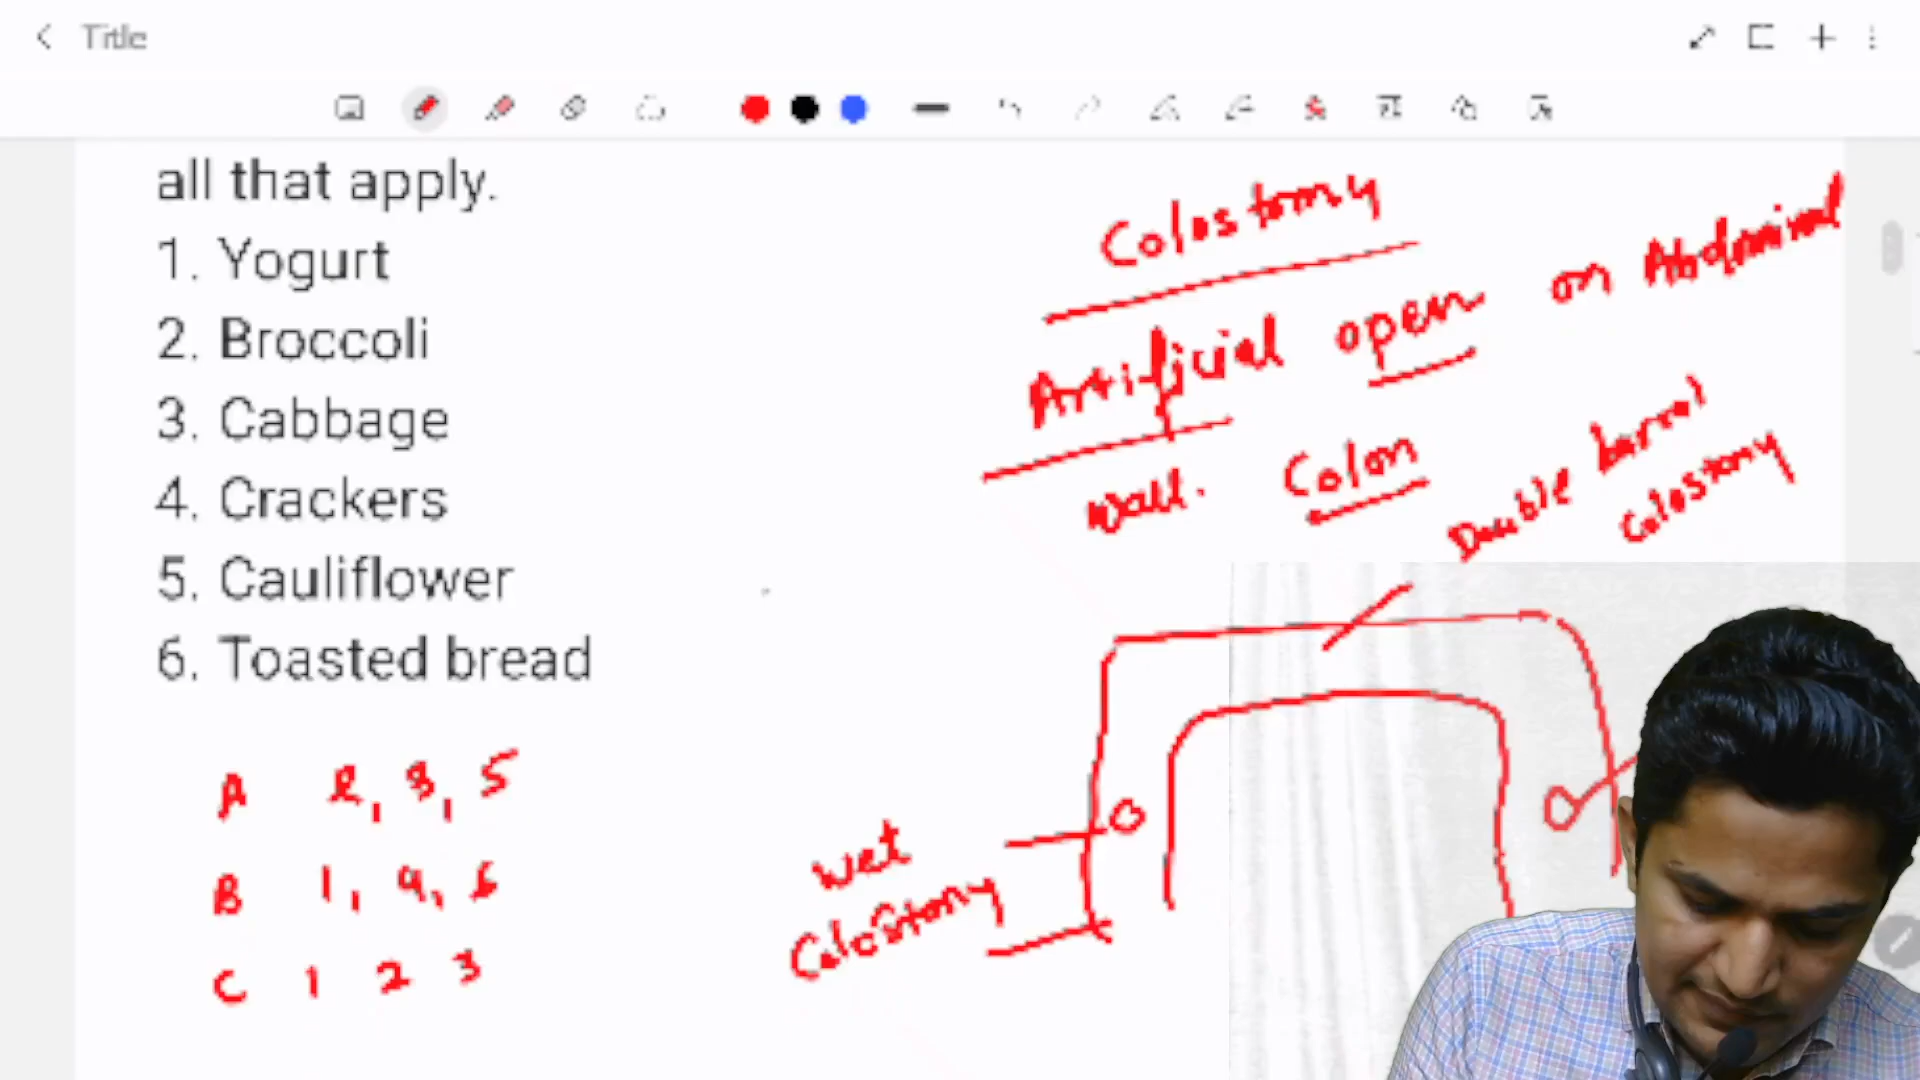 Title
all that apply.
1. Yogurt
2. Broccoli
3. Cabbage
4. Crackers
5. Cauliflower
6. Toasted bread
A 2, 3, 5
B 1, 4, 6
C 1 2 3
Colostomy
Artificial open on Abdominal
wall. Colon
Double barrel
Colostomy
wet
Colostomy